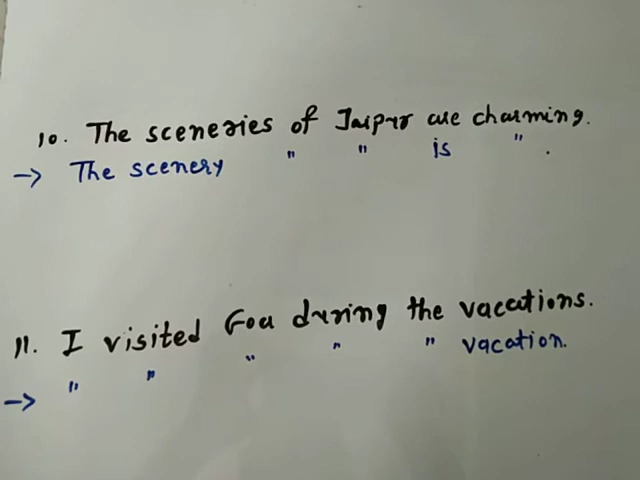 10. The sceneries of Jaipur are charming.
→ The scenery " " is " .
11. I visited Goa during the vacations.
→ " " " " " vacation.